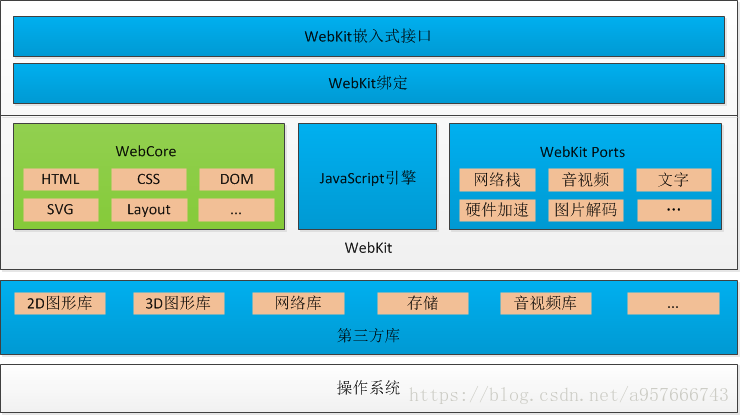 WebKit嵌入式接口
WebKit绑定
WebCore
HTML CSS DOM
SVG Layout ...
JavaScript引擎
WebKit Ports
网络栈 音视频 文字
硬件加速 图片解码 ...
WebKit
2D图形库 3D图形库 网络库 存储 音视频库 ...
第三方库
操作系统
https://blog.csdn.net/a957666743